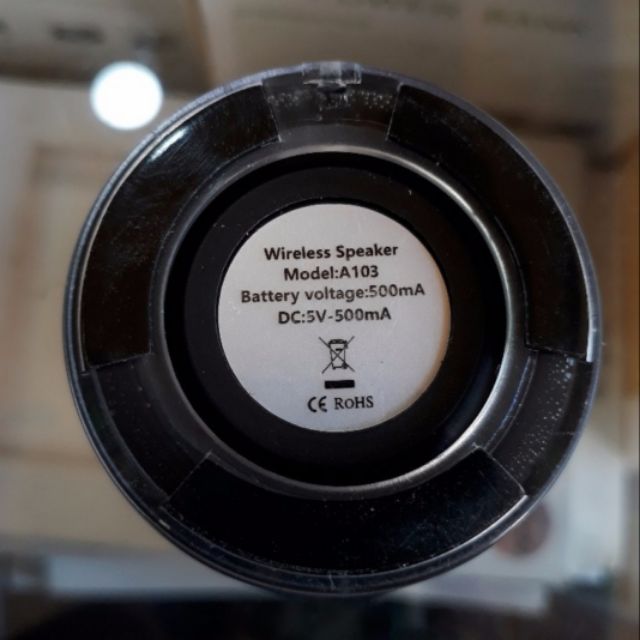 Wireless Speaker
Model:A103
Battery voltage:500mA
DC:5V-500mA
CE RoHS